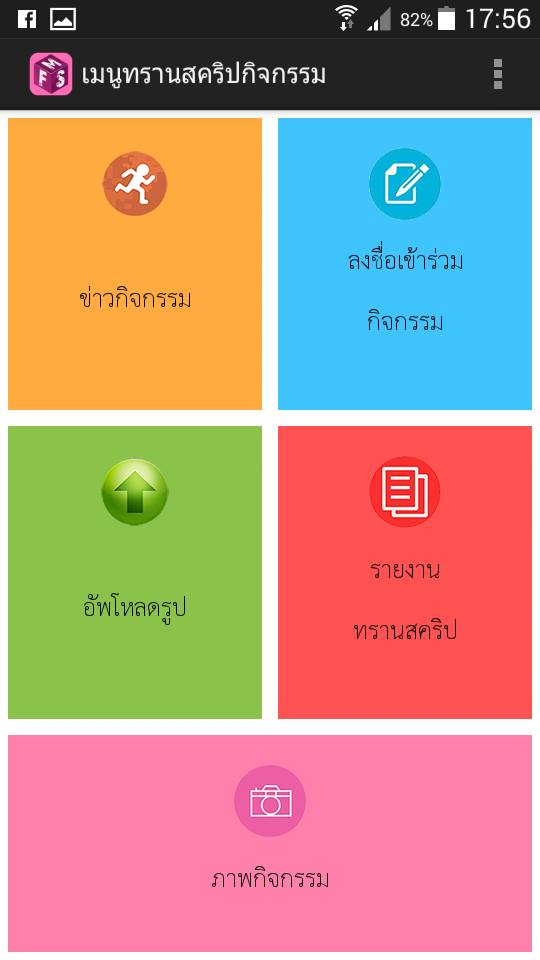 82% 17:56
MFS เมนูทรานสคริปกิจกรรม
ข่าวกิจกรรม
ลงชื่อเข้าร่วม
กิจกรรม
อัพโหลดรูป
รายงาน
ทรานสคริป
ภาพกิจกรรม